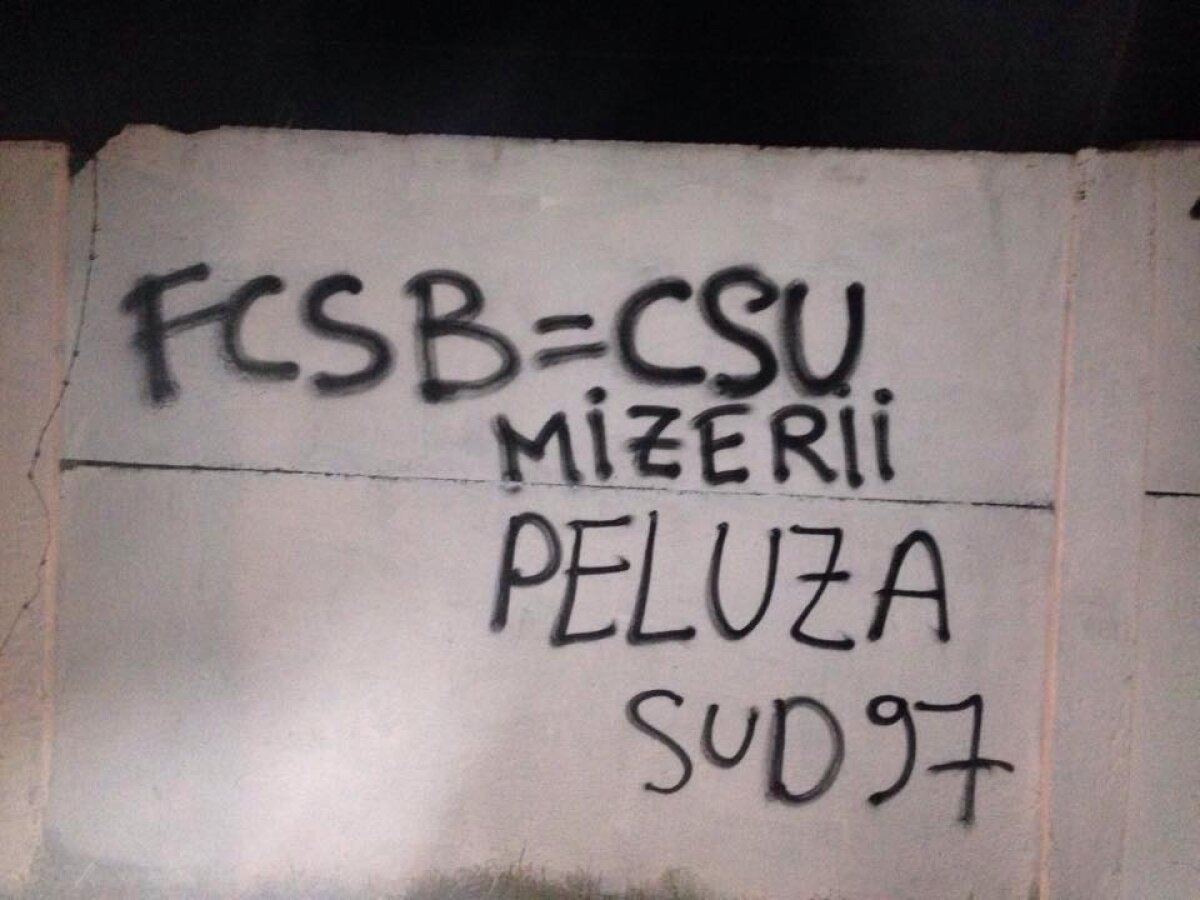 FCSB=CSU
MiZERii
PELUZA
SUD97